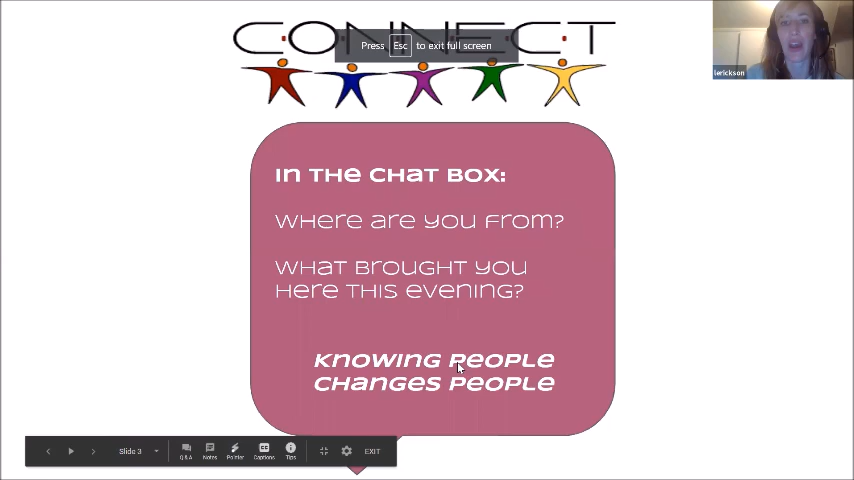 C·O·N·N·E·C·T
Press Esc to exit full screen
lerickson
In the chat box:
Where are you from?
What brought you
here this evening?
Knowing People
Changes People
Slide 3
Q & A
Notes
Pointer
Captions
Tips
EXIT